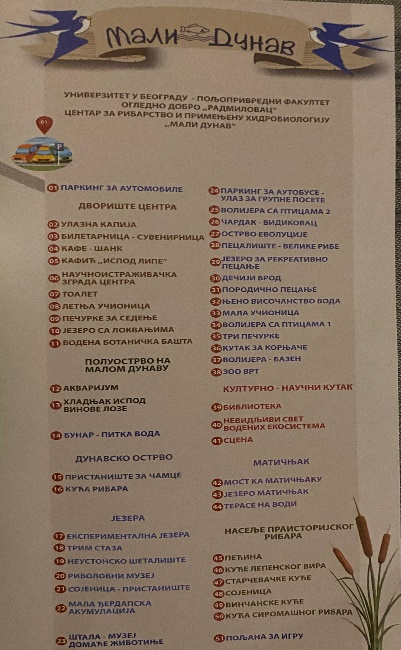 Мали Дунав
УНИВЕРЗИТЕТ У БЕОГРАДУ - ПОЉОПРИВРЕДНИ ФАКУЛТЕТ
ОГЛЕДНО ДОБРО „РАДМИЛОВАЦ"
ЦЕНТАР ЗА РИБАРСТВО И ПРИМЕЊЕНУ ХИДРОБИОЛОГИЈУ
„МАЛИ ДУНАВ"
01
P
01 ПАРКИНГ ЗА АУТОМОБИЛЕ
ДВОРИШТЕ ЦЕНТРА
02 УЛАЗНА КАПИЈА
03 БИЛЕТАРНИЦА - СУВЕНИРНИЦА
04 КАФЕ - ШАНК
05 КАФИЋ „ИСПОД ЛИПЕ"
06 НАУЧНОИСТРАЖИВАЧКА
ЗГРАДА ЦЕНТРА
07 ТОАЛЕТ
08 ЛЕТЊА УЧИОНИЦА
09 ПЕЧУРКЕ ЗА СЕДЕЊЕ
10 ЈЕЗЕРО СА ЛОКВАЊИМА
11 ВОДЕНА БОТАНИЧКА БАШТА
ПОЛУОСТРВО НА
МАЛОМ ДУНАВУ
12 АКВАРИЈУМ
13 ХЛАДЊАК ИСПОД
ВИНОВЕ ЛОЗЕ
14 БУНАР - ПИТКА ВОДА
ДУНАВСКО ОСТРВО
15 ПРИСТАНИШТЕ ЗА ЧАМЦЕ
16 КУЋА РИБАРА
ЈЕЗЕРА
17 ЕКСПЕРИМЕНТАЛНА ЈЕЗЕРА
18 ТРИМ СТАЗА
19 НЕУСТОНСКО ШЕТАЛИШТЕ
20 РИБОЛОВНИ МУЗЕЈ
21 СОЈЕНИЦА - ПРИСТАНИШТЕ
22 МАЛА ЂЕРДАПСКА
АКУМУЛАЦИЈА
23 ШТАЛА - МУЗЕЈ
ДОМАЋЕ ЖИВОТИЊЕ
24 ПАРКИНГ ЗА АУТОБУСЕ -
УЛАЗ ЗА ГРУПНЕ ПОСЕТЕ
25 ВОЛИЈЕРА СА ПТИЦАМА 2
26 ЧАРДАК - ВИДИКОВАЦ
27 ОСТРВО ЕВОЛУЦИЈЕ
28 ПЕЦАЛИШТЕ - ВЕЛИКЕ РИБЕ
29 ЈЕЗЕРО ЗА РЕКРЕАТИВНО
ПЕЦАЊЕ
30 ДЕЧИЈИ БРОД
31 ПОРОДИЧНО ПЕЦАЊЕ
32 ЊЕНО ВИСОЧАНСТВО ВОДА
33 МАЛА УЧИОНИЦА
34 ВОЛИЈЕРА СА ПТИЦАМА 1
35 ТРИ ПЕЧУРКЕ
36 КУТАК ЗА КОРЊАЧЕ
37 ВОЛИЈЕРА - БАЗЕН
38 ЗОО ВРТ
КУЛТУРНО - НАУЧНИ КУТАК
39 БИБЛИОТЕКА
40 НЕВИДЉИВИ СВЕТ
ВОДЕНИХ ЕКОСИСТЕМА
41 СЦЕНА
МАТИЧЊАК
42 МОСТ КА МАТИЧЊАКУ
43 ЈЕЗЕРО МАТИЧЊАК
44 ТЕРАСЕ НА ВОДИ
НАСЕЉЕ ПРАИСТОРИЈСКОГ
РИБАРА
45 ПЕЋИНА
46 КУЋЕ ЛЕПЕНСКОГ ВИРА
47 СТАРЧЕВАЧКЕ КУЋЕ
48 СОЈЕНИЦА
49 ВИНЧАНСКЕ КУЋЕ
50 КУЋА СИРОМАШНОГ РИБАРА
51 ПОЉАНА ЗА ИГРУ